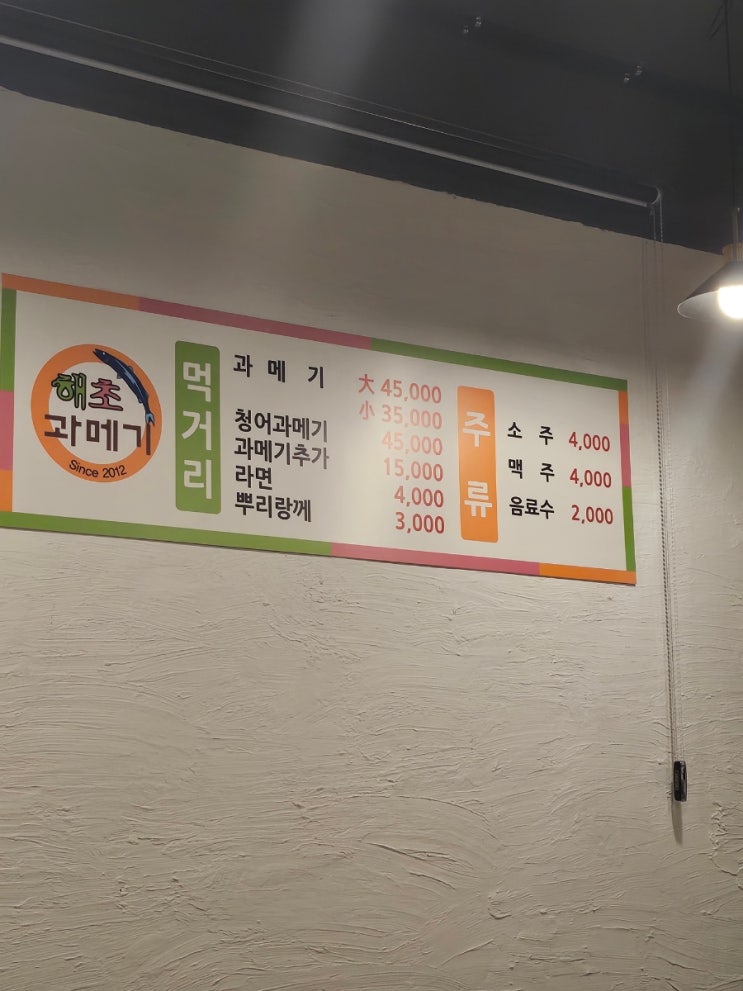 해초
과메기
Since 2012
먹거리
과 메 기 大 45,000
小 35,000
청어과메기 45,000
과메기추가 15,000
라면 4,000
뿌리랑께 3,000
주류
소 주 4,000
맥 주 4,000
음료수 2,000